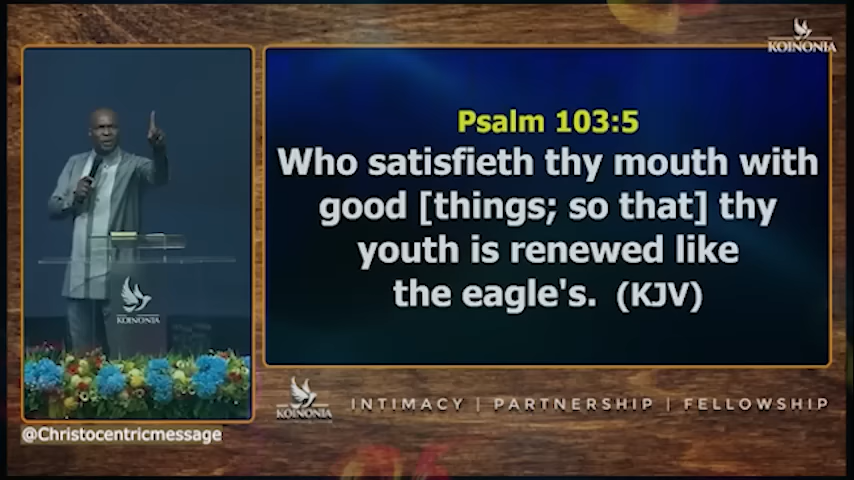 KOINONIA
Psalm 103:5
Who satisfieth thy mouth with
good [things; so that] thy
youth is renewed like
the eagle's. (KJV)
KOINONIA
KOINONIA
INTIMACY | PARTNERSHIP | FELLOWSHIP
@Christocentricmessage